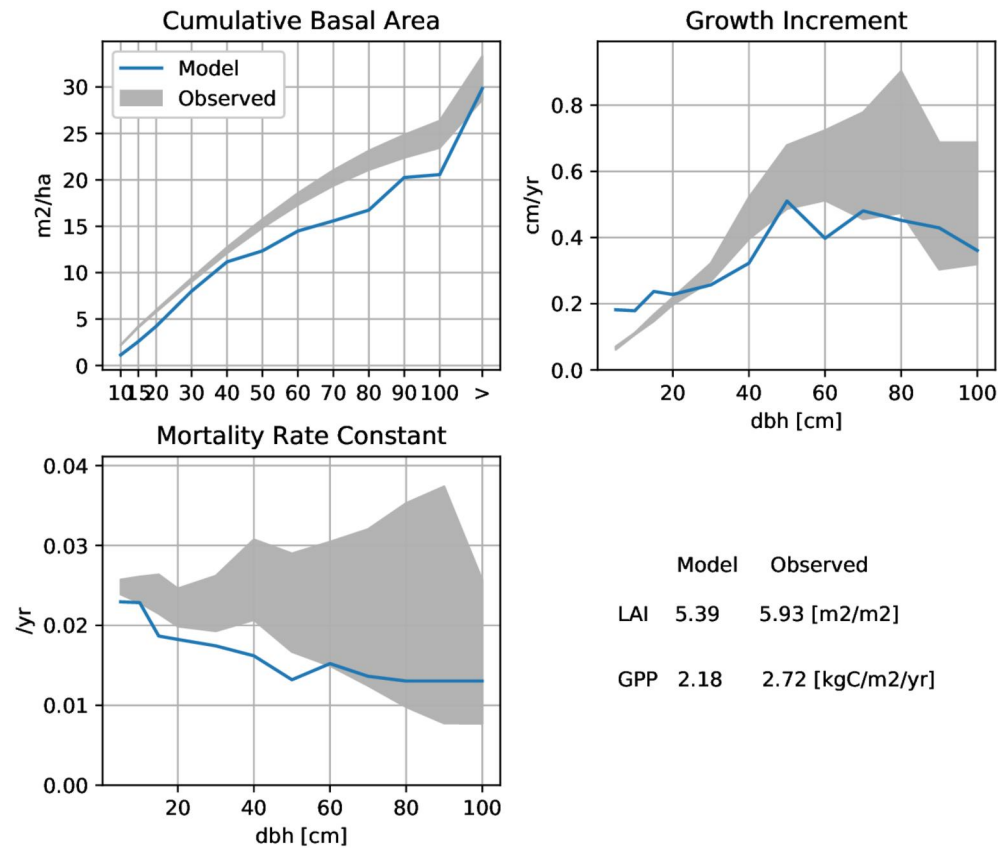 Cumulative Basal Area
Model
Observed
30
25
20
15
10
5
0
m2/ha
10 15 20 30 40 50 60 70 80 90 100 >
Growth Increment
0.8
0.6
0.4
0.2
0.0
cm/yr
20 40 60 80 100
dbh [cm]
Mortality Rate Constant
0.04
0.03
0.02
0.01
0.00
/yr
20 40 60 80 100
dbh [cm]
Model Observed
LAI 5.39 5.93 [m2/m2]
GPP 2.18 2.72 [kgC/m2/yr]